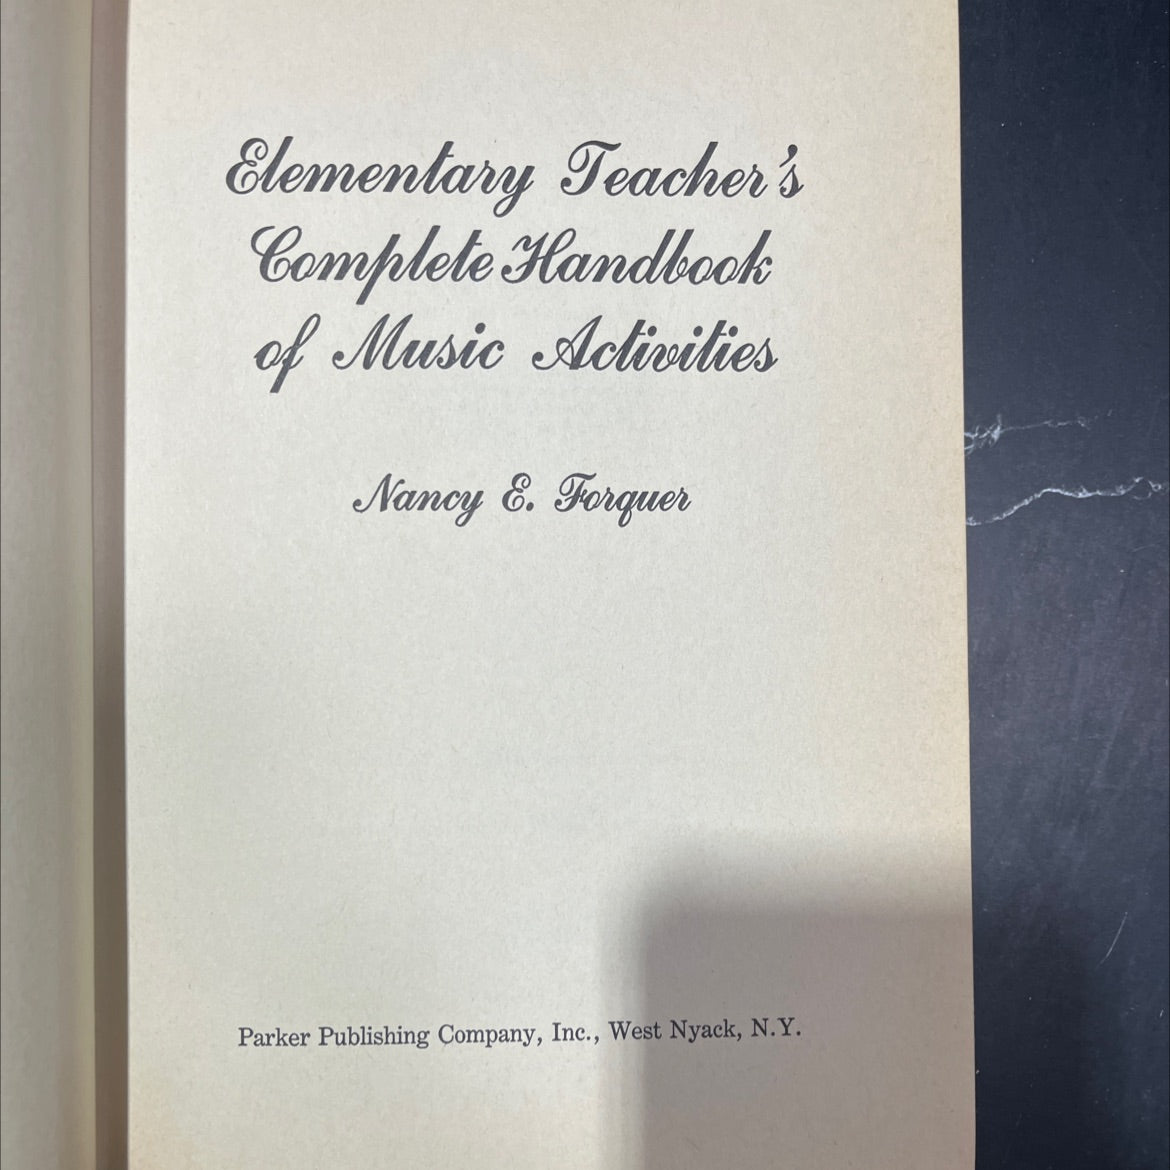 Elementary Teacher's
Complete Handbook
of Music Activities
Nancy E. Forquer
Parker Publishing Company, Inc., West Nyack, N.Y.